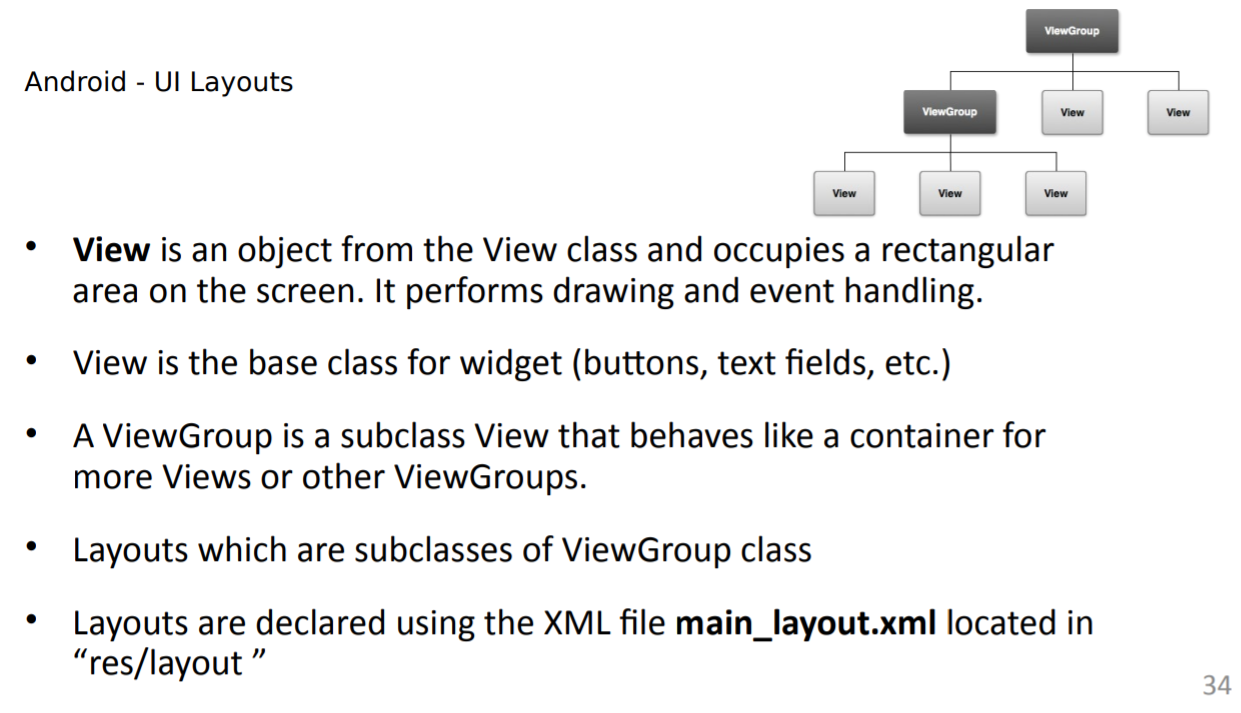 ViewGroup
Android - UI Layouts
ViewGroup View View
View View View
• View is an object from the View class and occupies a rectangular
area on the screen. It performs drawing and event handling.
• View is the base class for widget (buttons, text fields, etc.)
• A ViewGroup is a subclass View that behaves like a container for
more Views or other ViewGroups.
• Layouts which are subclasses of ViewGroup class
• Layouts are declared using the XML file main_layout.xml located in
“res/layout ”
34